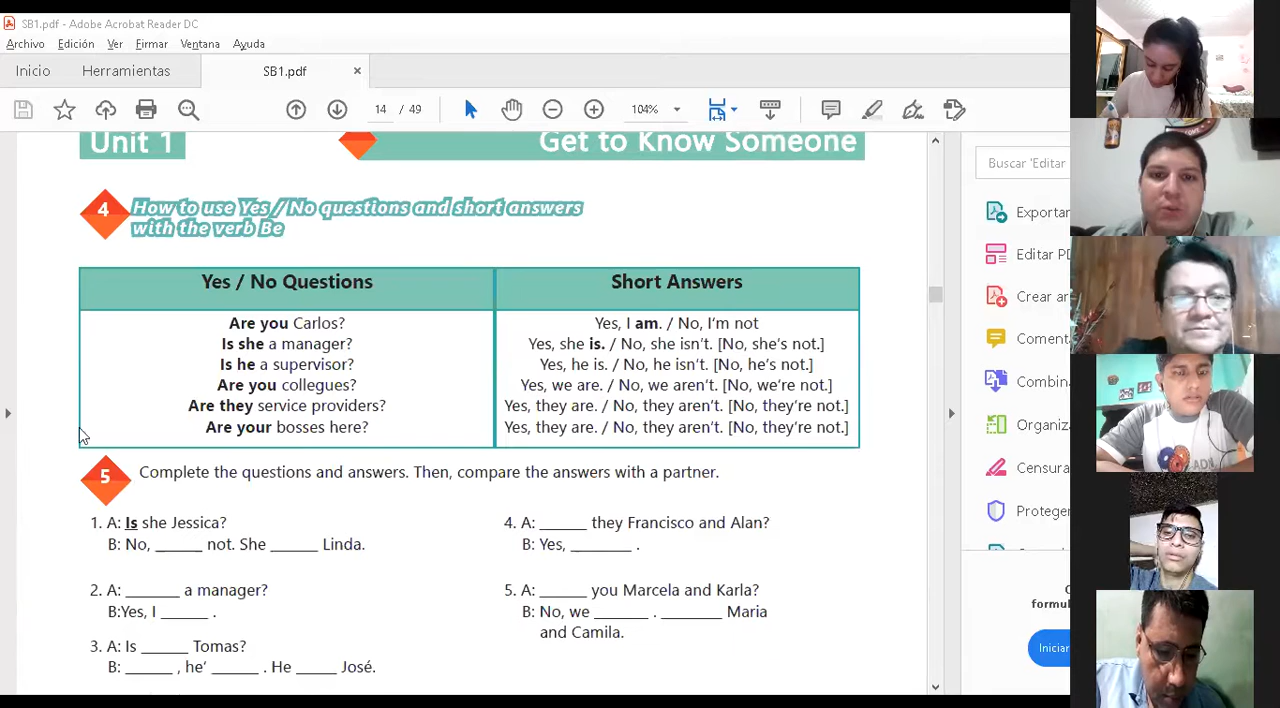 SB1.pdf - Adobe Acrobat Reader DC
Archivo Edición Ver Firmar Ventana Ayuda
Inicio Herramientas SB1.pdf ×
14 / 49 104%
Unit 1 Get to Know Someone
4 How to use Yes / No questions and short answers
with the verb Be
Yes / No Questions Short Answers
Are you Carlos? Yes, I am. / No, I'm not
Is she a manager? Yes, she is. / No, she isn't. [No, she's not.]
Is he a supervisor? Yes, he is. / No, he isn't. [No, he's not.]
Are you collegues? Yes, we are. / No, we aren't. [No, we're not.]
Are they service providers? Yes, they are. / No, they aren't. [No, they're not.]
Are your bosses here? Yes, they are. / No, they aren't. [No, they're not.]
5 Complete the questions and answers. Then, compare the answers with a partner.
1. A: Is she Jessica?
B: No, ______ not. She ______ Linda.
2. A: _______ a manager?
B:Yes, I ______ .
3. A: Is ______ Tomas?
B: ______ , he‘ ______ . He _____ José.
4. A: ______ they Francisco and Alan?
B: Yes, ________ .
5. A: ______ you Marcela and Karla?
B: No, we _______ . ________ Maria
and Camila.
Buscar 'Editar
Exportar
Editar PD
Crear ar
Coment
Combin
Organiz
Censura
Proteger
formul
Iniciar